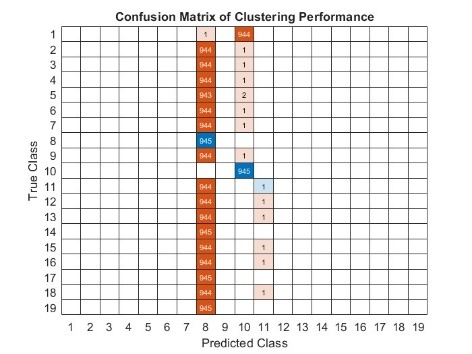 Confusion Matrix of Clustering Performance
True Class
1 1 944
2 944 1
3 944 1
4 944 1
5 943 2
6 944 1
7 944 1
8 945
9 944 1
10 945
11 944 1
12 944 1
13 944 1
14 945
15 944 1
16 944 1
17 945
18 944 1
19 945
1 2 3 4 5 6 7 8 9 10 11 12 13 14 15 16 17 18 19
Predicted Class